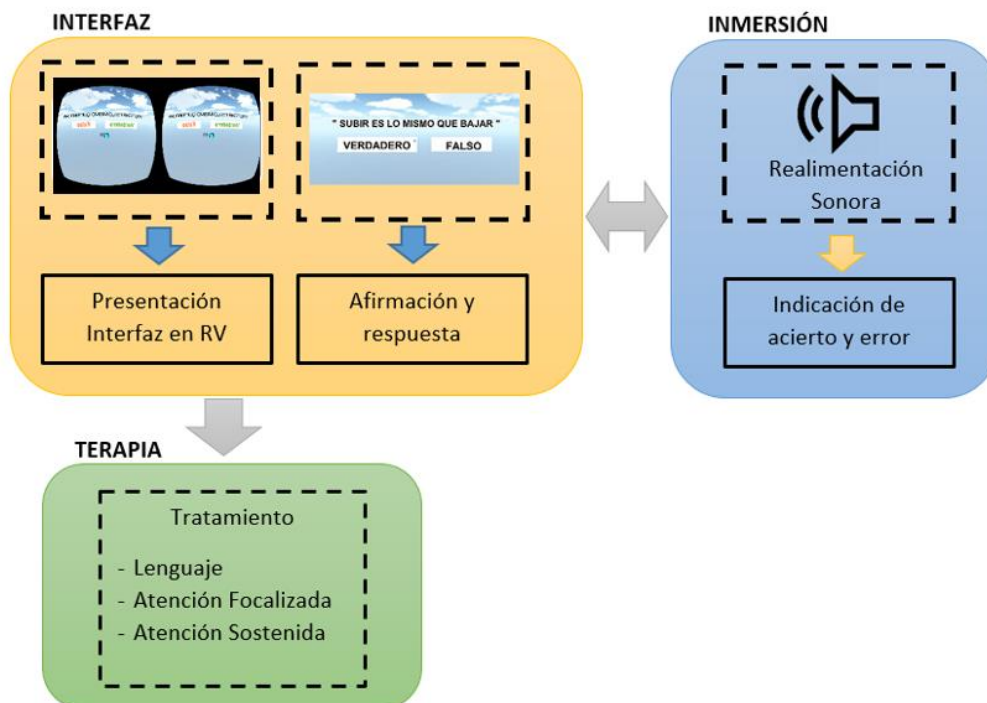 INTERFAZ
" SUBIR ES LO MISMO QUE BAJAR "
VERDADERO
FALSO
Presentación
Interfaz en RV
Afirmación y
respuesta
INMERSIÓN
Realimentación
Sonora
Indicación de
acierto y error
TERAPIA
Tratamiento
- Lenguaje
- Atención Focalizada
- Atención Sostenida